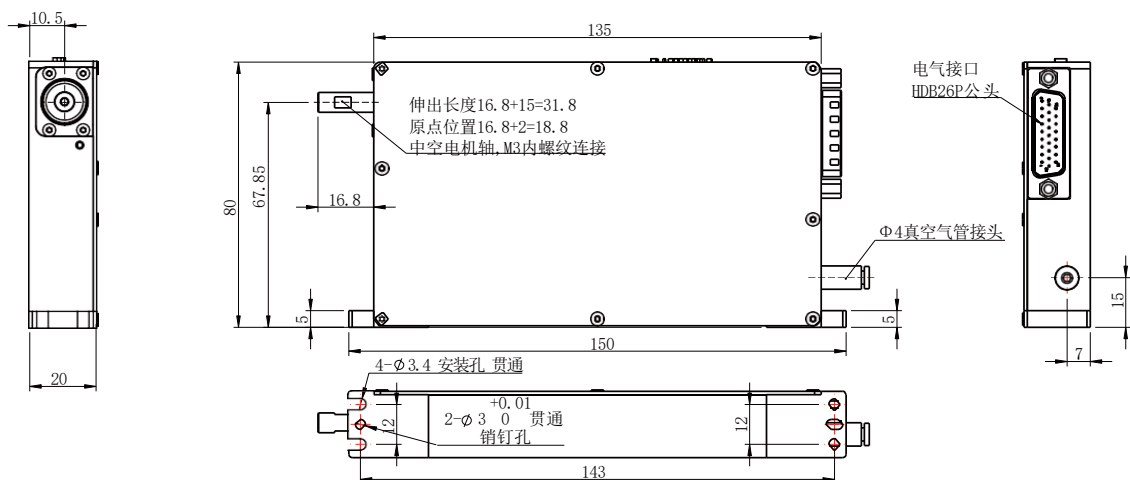 10.5
135
伸出长度16.8+15=31.8
原点位置16.8+2=18.8
中空电机轴,M3内螺纹连接
67.85
80
16.8
5
150
20
电气接口
HDB26P公头
Φ4真空气管接头
5
15
7
4-ϕ3.4 安装孔 贯通
+0.01
2-ϕ3 0 贯通
销钉孔
12
12
143